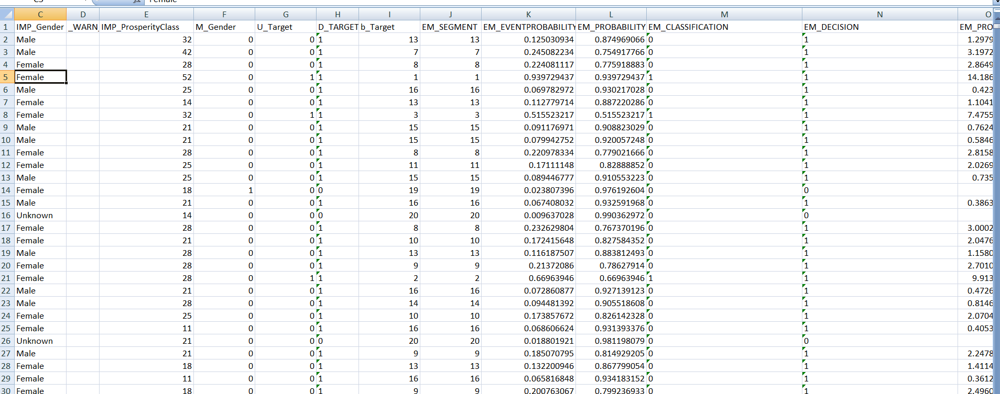 C D E F G H I J K L M N O
1 IMP_Gender _WARN_ IMP_ProsperityClass M_Gender U_Target D_TARGET b_Target EM_SEGMENT EM_EVENTPROBABILITY EM_PROBABILITY EM_CLASSIFICATION EM_DECISION EM_PRO
2 Male 32 0 0 1 13 13 0.125030934 0.874969066 0 1 1.2979
3 Male 42 0 0 1 7 7 0.245082234 0.754917766 0 1 3.1972
4 Female 28 0 0 1 8 8 0.224081117 0.775918883 0 1 2.8649
5 Female 52 0 1 1 1 1 0.939729437 0.939729437 1 1 14.186
6 Male 25 0 0 1 16 16 0.069782972 0.930217028 0 1 0.423
7 Female 14 0 0 1 13 13 0.112779714 0.887220286 0 1 1.1041
8 Female 32 0 1 1 3 3 0.515523217 0.515523217 1 1 7.4755
9 Male 21 0 0 1 15 15 0.091176971 0.908823029 0 1 0.7624
10 Male 21 0 0 1 15 15 0.079942752 0.920057248 0 1 0.5846
11 Female 28 0 0 1 8 8 0.220978334 0.779021666 0 1 2.8158
12 Female 25 0 0 1 11 11 0.17111148 0.82888852 0 1 2.0269
13 Male 25 0 0 1 15 15 0.089446777 0.910553223 0 1 0.735
14 Female 18 1 0 0 19 19 0.023807396 0.976192604 0 0
15 Male 21 0 0 1 16 16 0.067408032 0.932591968 0 1 0.3863
16 Unknown 14 0 0 0 20 20 0.009637028 0.990362972 0 0
17 Female 28 0 0 1 8 8 0.232629804 0.767370196 0 1 3.0002
18 Female 21 0 0 1 10 10 0.172415648 0.827584352 0 1 2.0476
19 Male 28 0 0 1 13 13 0.116187507 0.883812493 0 1 1.1580
20 Female 28 0 0 1 9 9 0.21372086 0.78627914 0 1 2.7010
21 Female 28 0 1 1 2 2 0.66963946 0.66963946 1 1 9.913
22 Male 21 0 0 1 16 16 0.072860877 0.927139123 0 1 0.4726
23 Male 28 0 0 1 14 14 0.094481392 0.905518608 0 1 0.8146
24 Female 25 0 0 1 10 10 0.173857672 0.826142328 0 1 2.0704
25 Female 11 0 0 1 16 16 0.068606624 0.931393376 0 1 0.4053
26 Unknown 21 0 0 0 20 20 0.018801921 0.981198079 0 0
27 Male 21 0 0 1 9 9 0.185070795 0.814929205 0 1 2.2478
28 Female 18 0 0 1 13 13 0.132200946 0.867799054 0 1 1.4114
29 Female 11 0 0 1 16 16 0.065816848 0.934183152 0 1 0.3612
30 Female 18 0 0 1 9 9 0.200763067 0.799236933 0 1 2.4960